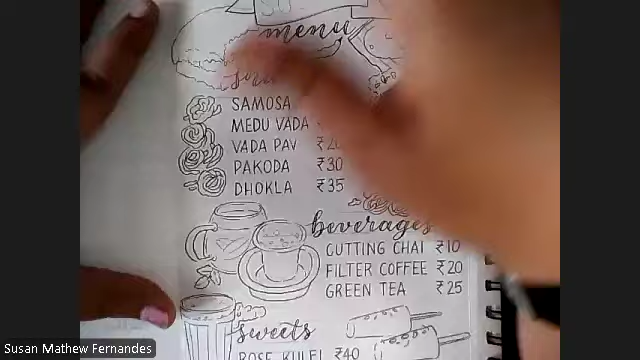 menu
SAMOSA
MEDU VADA
VADA PAV ₹20
PAKODA ₹30
DHOKLA ₹35
beverages
CUTTING CHAI ₹10
FILTER COFFEE ₹20
GREEN TEA ₹25
sweets
ROSE KULFI ₹40
Susan Mathew Fernandes